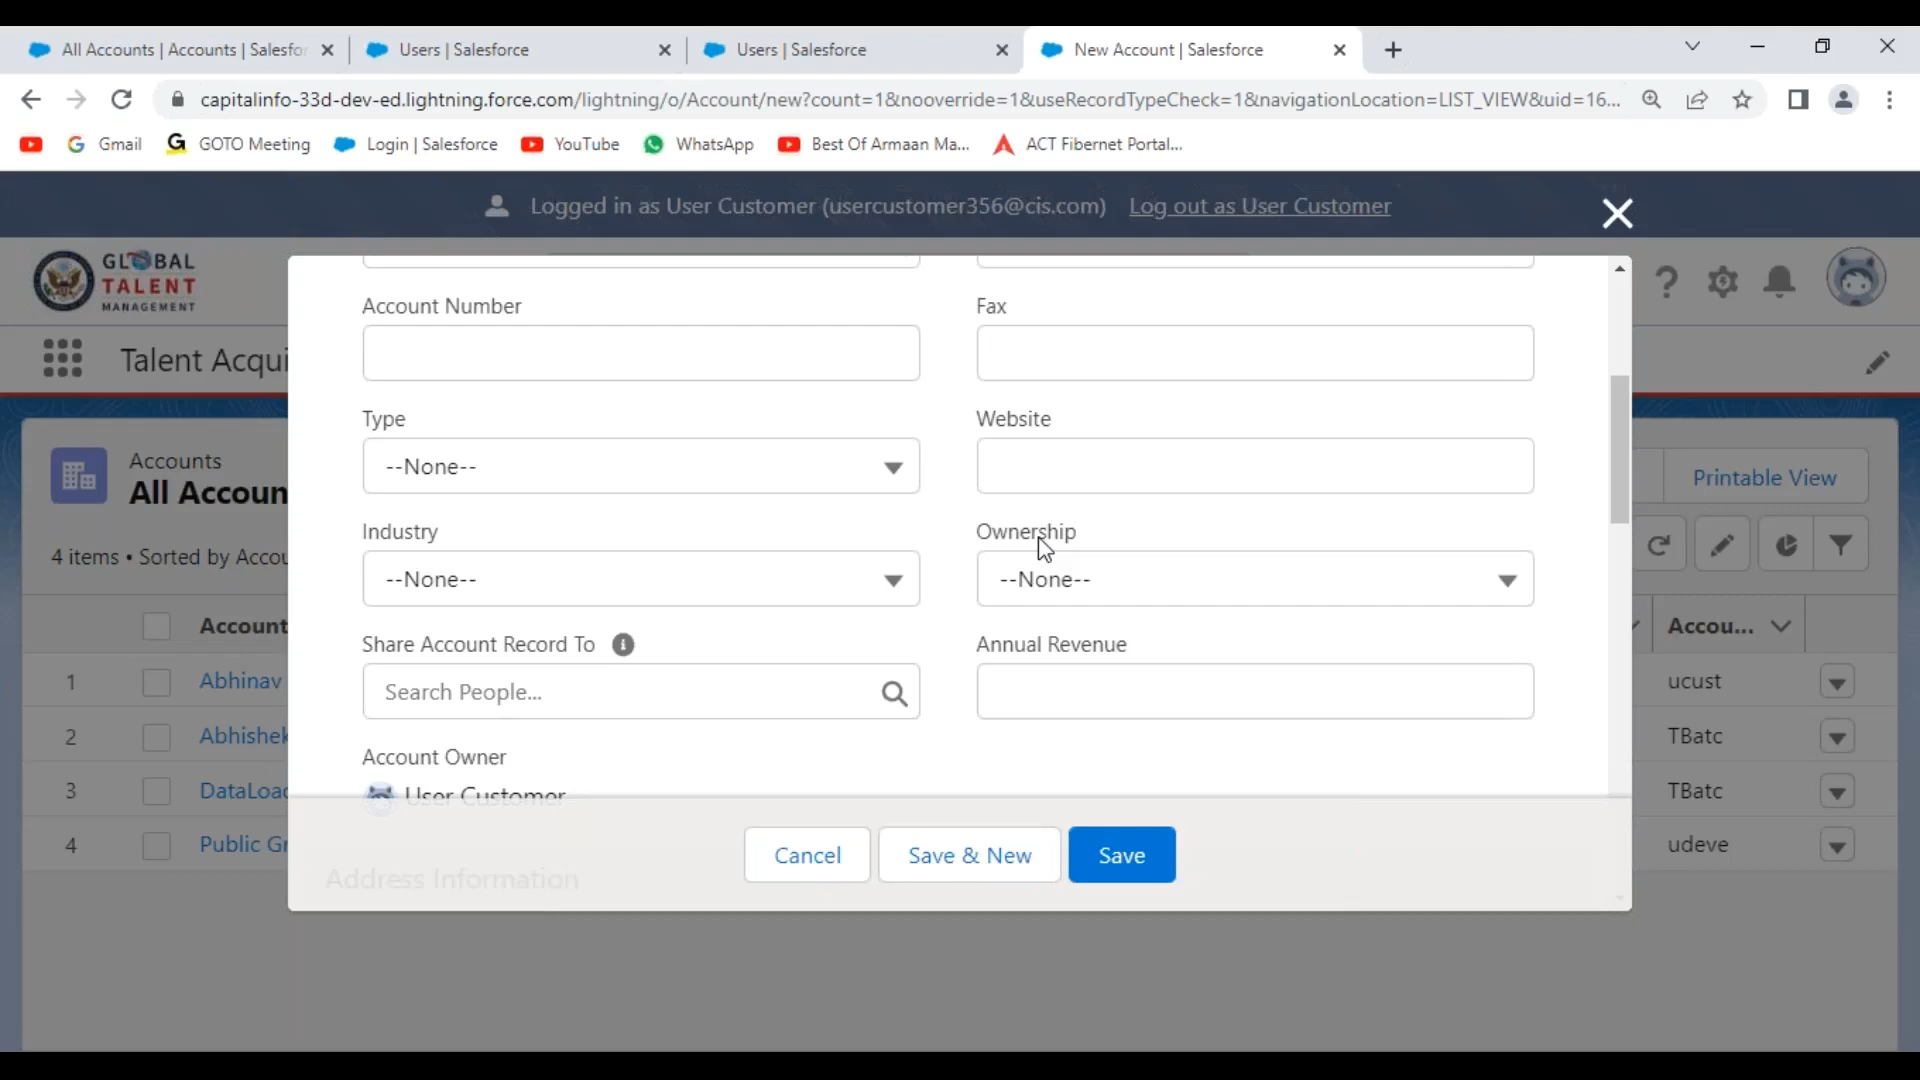 All Accounts | Accounts | Salesfor
Users | Salesforce
Users | Salesforce
New Account | Salesforce
capitalinfo-33d-dev-ed.lightning.force.com/lightning/o/Account/new?count=1&nooverride=1&useRecordTypeCheck=1&navigationLocation=LIST_VIEW&uid=16...
Gmail
GOTO Meeting
Login | Salesforce
YouTube
WhatsApp
Best Of Armaan Ma...
ACT Fibernet Portal...
Logged in as User Customer (usercustomer356@cis.com) Log out as User Customer
GLOBAL
TALENT
MANAGEMENT
Talent Acqui
Accounts
All Accoun
4 items • Sorted by Accou
Printable View
Account
Accou...
1 Abhinav ucust
2 Abhishek TBatc
3 DataLoad TBatc
4 Public Gr udeve
Account Number
Fax
Type
--None--
Website
Industry
--None--
Ownership
--None--
Share Account Record To
Search People...
Annual Revenue
Account Owner
User Customer
Address Information
Cancel
Save & New
Save